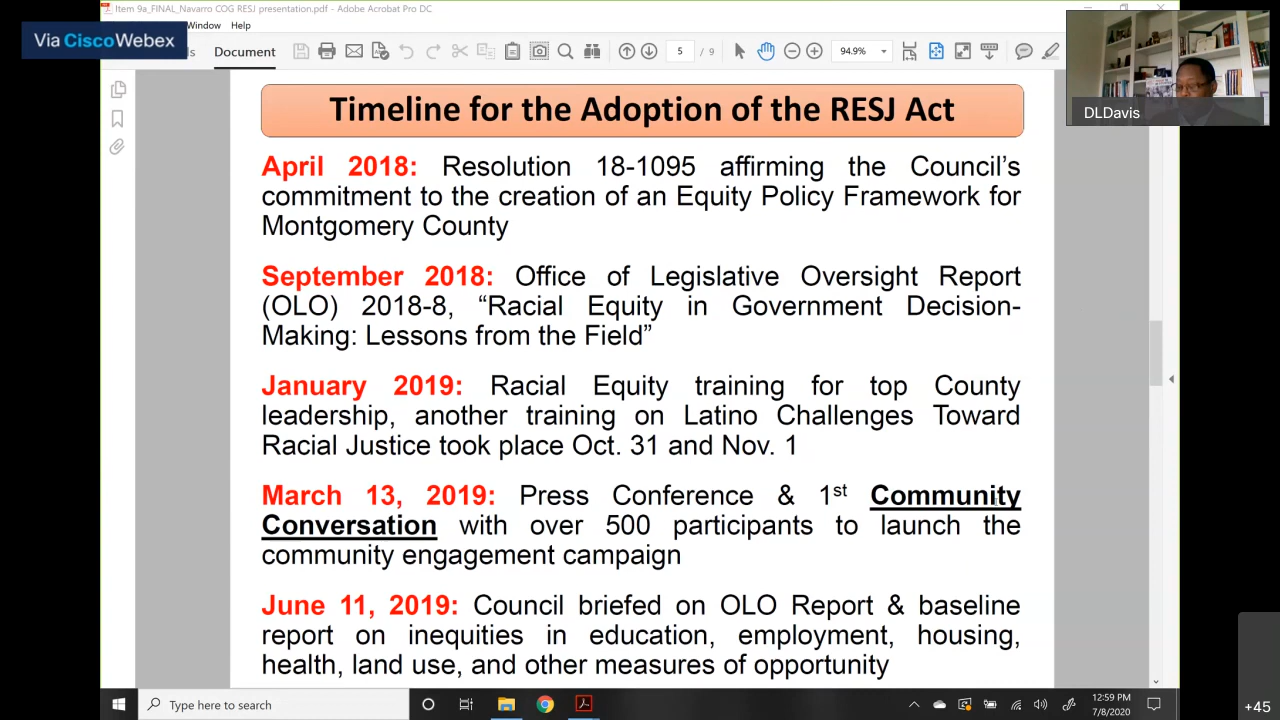 Item 9a_FINAL_Navarro COG RESJ presentation.pdf - Adobe Acrobat Pro DC
Window Help
Via CiscoWebex
Document
5 / 9
94.9%
DLDavis
Timeline for the Adoption of the RESJ Act
April 2018: Resolution 18-1095 affirming the Council's
commitment to the creation of an Equity Policy Framework for
Montgomery County
September 2018: Office of Legislative Oversight Report
(OLO) 2018-8, “Racial Equity in Government Decision-
Making: Lessons from the Field”
January 2019: Racial Equity training for top County
leadership, another training on Latino Challenges Toward
Racial Justice took place Oct. 31 and Nov. 1
March 13, 2019: Press Conference & 1st Community
Conversation with over 500 participants to launch the
community engagement campaign
June 11, 2019: Council briefed on OLO Report & baseline
report on inequities in education, employment, housing,
health, land use, and other measures of opportunity
Type here to search
12:59 PM
7/8/2020
+45